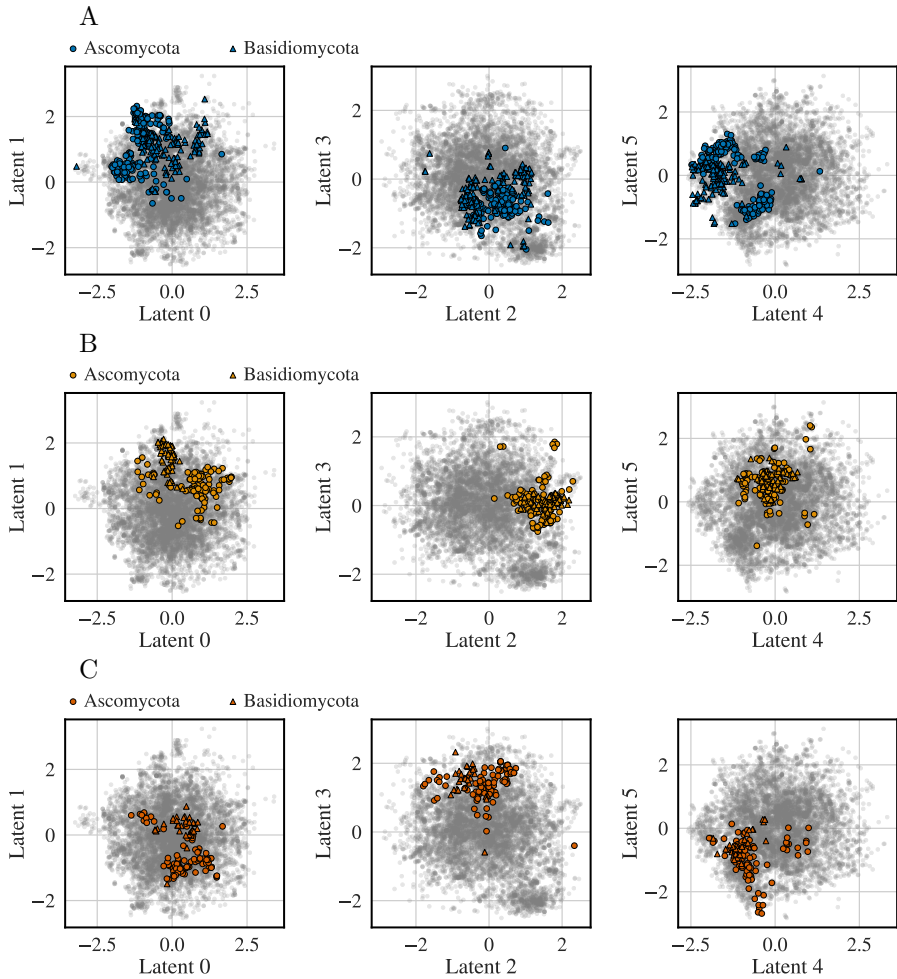 A
Ascomycota Basidiomycota
Latent 1
2
0
−2
−2.5 0.0 2.5
Latent 0
Latent 3
2
0
−2
−2 0 2
Latent 2
Latent 5
2
0
−2
−2.5 0.0 2.5
Latent 4
B
Ascomycota Basidiomycota
Latent 1
2
0
−2
−2.5 0.0 2.5
Latent 0
Latent 3
2
0
−2
−2 0 2
Latent 2
Latent 5
2
0
−2
−2.5 0.0 2.5
Latent 4
C
Ascomycota Basidiomycota
Latent 1
2
0
−2
−2.5 0.0 2.5
Latent 0
Latent 3
2
0
−2
−2 0 2
Latent 2
Latent 5
2
0
−2
−2.5 0.0 2.5
Latent 4